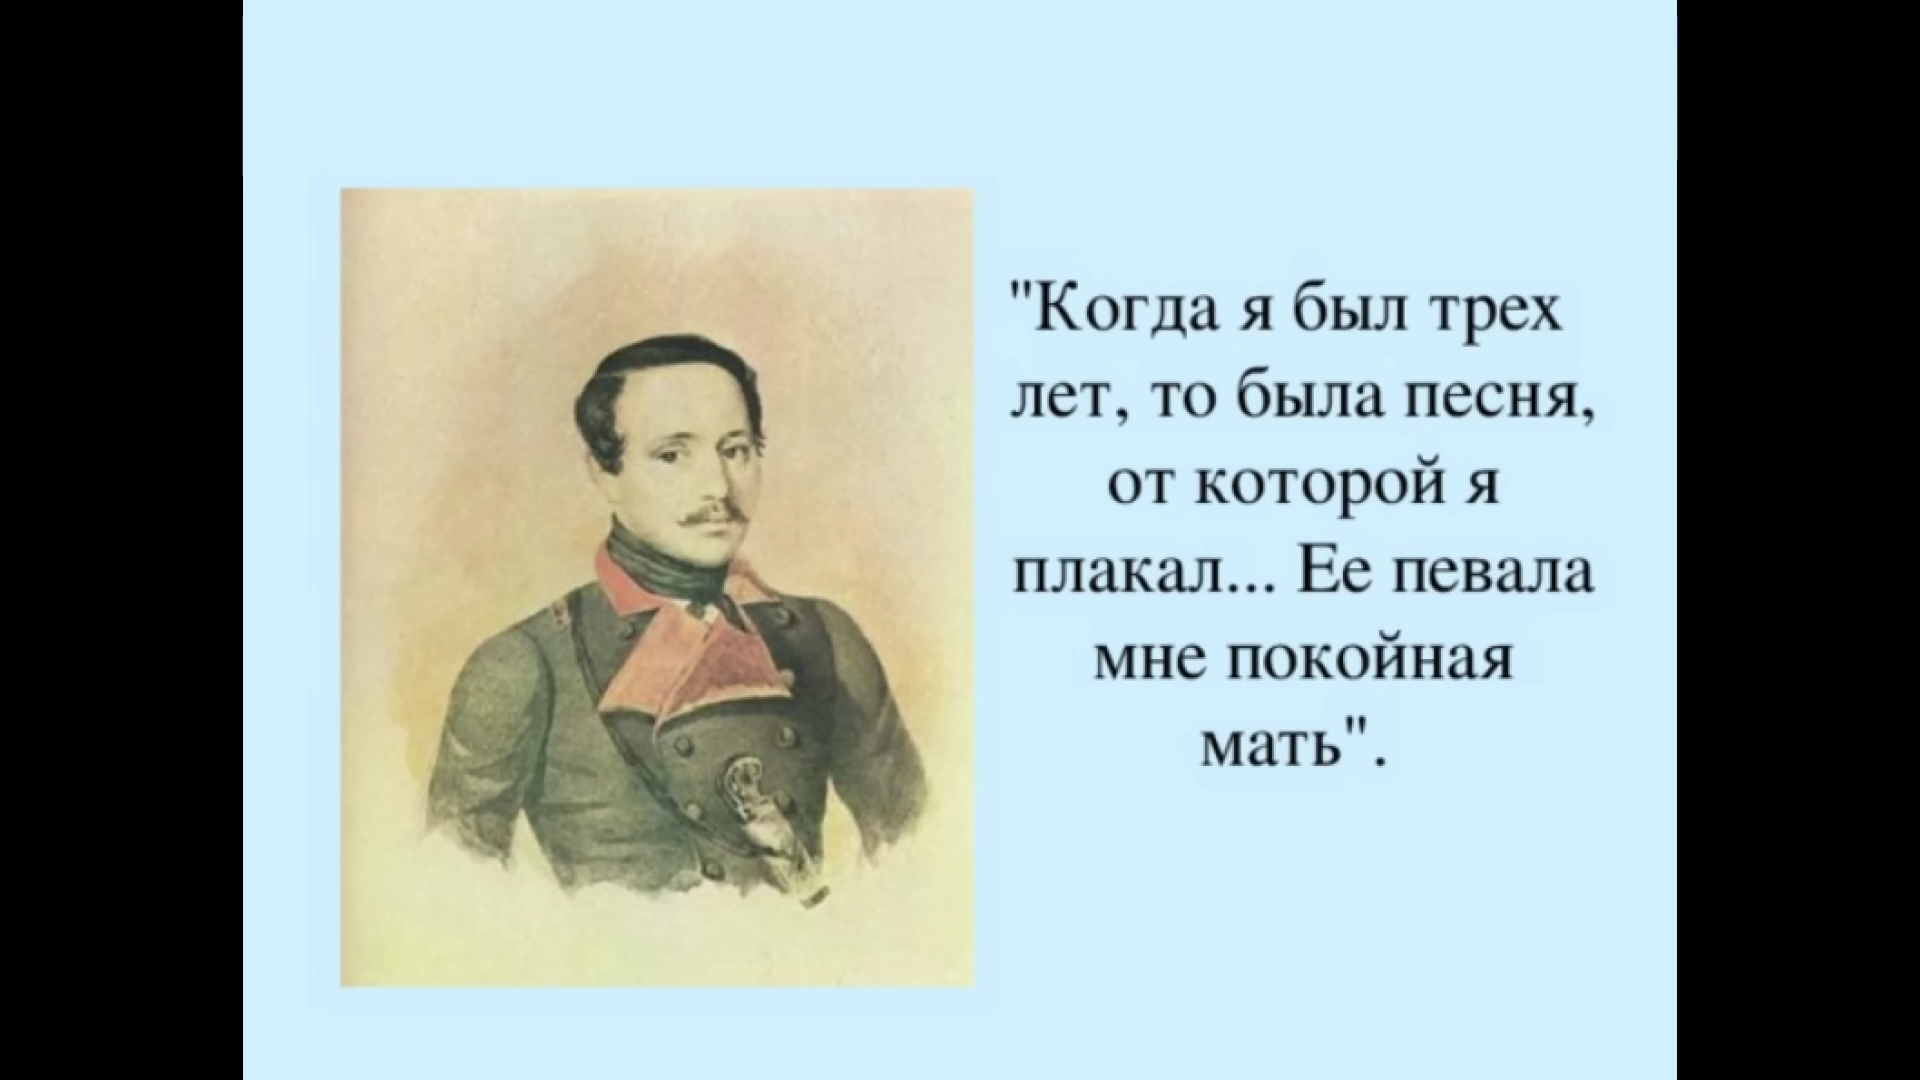 "Когда я был трех
лет, то была песня,
от которой я
плакал... Ее певала
мне покойная
мать".